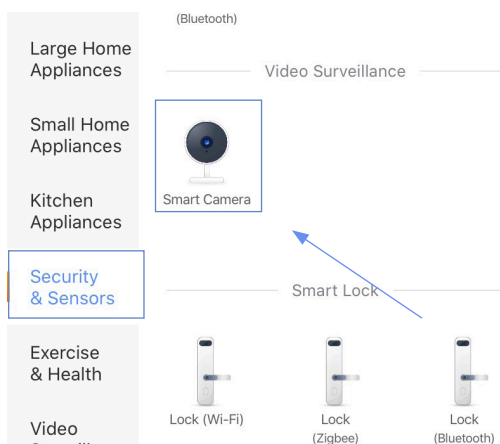 (Bluetooth)
Large Home
Appliances
Video Surveillance
Small Home
Appliances
Smart Camera
Kitchen
Appliances
Security
& Sensors
Smart Lock
Exercise
& Health
Lock (Wi-Fi)
Lock
(Zigbee)
Lock
(Bluetooth)
Video